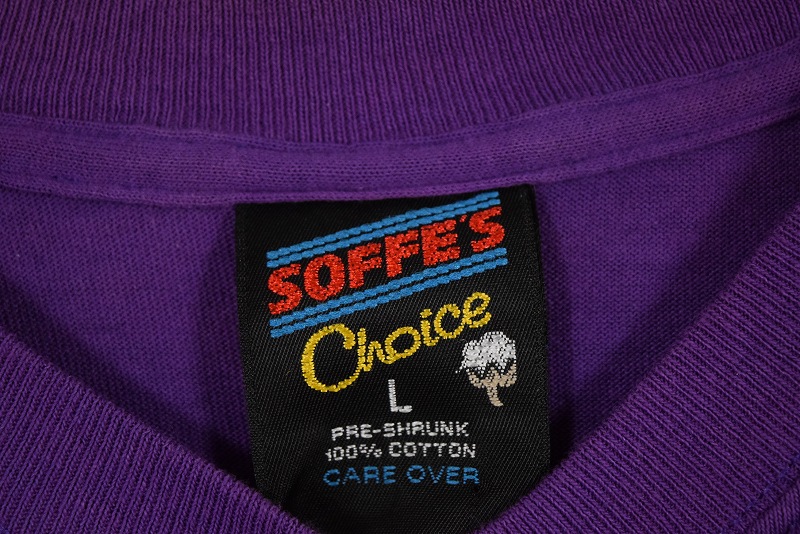 SOFFE'S
Choice
L
PRE-SHRUNK
100% COTTON
CARE OVER